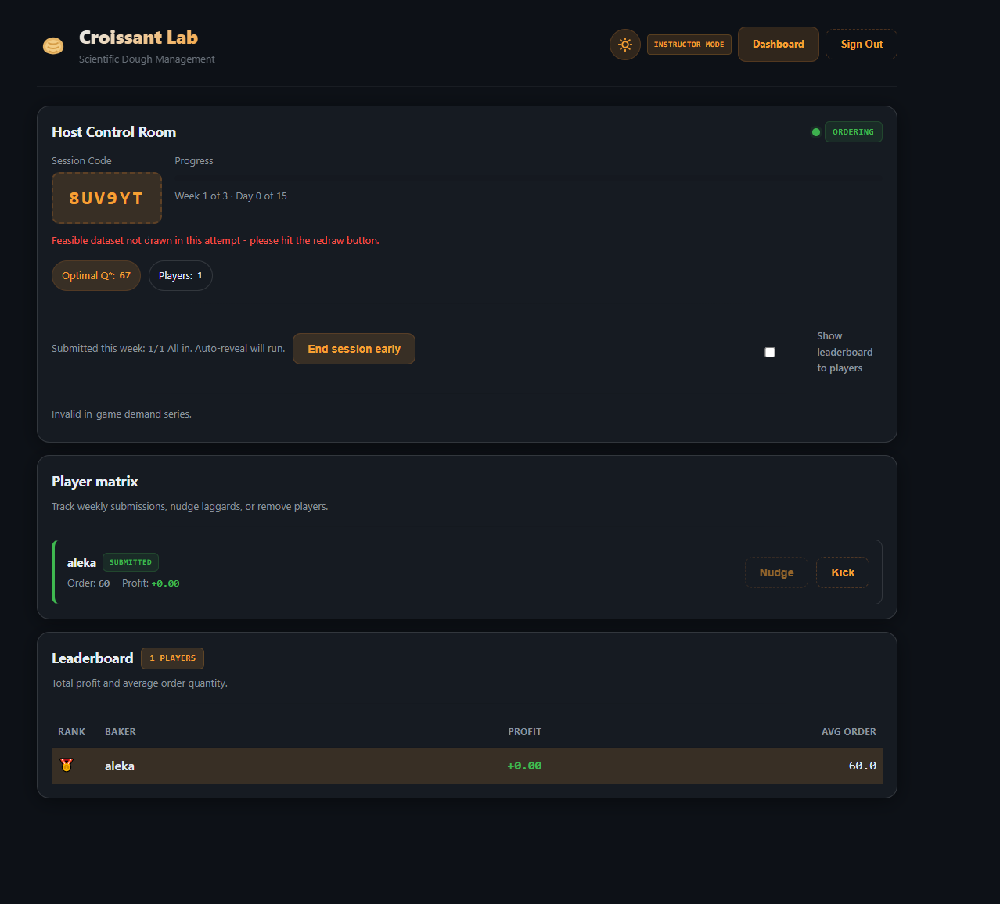 Croissant Lab
Scientific Dough Management
INSTRUCTOR MODE
Dashboard
Sign Out
Host Control Room
ORDERING
Session Code
Progress
8UV9YT
Week 1 of 3 · Day 0 of 15
Feasible dataset not drawn in this attempt - please hit the redraw button.
Optimal Q*: 67
Players: 1
Submitted this week: 1/1 All in. Auto-reveal will run.
End session early
Show
leaderboard
to players
Invalid in-game demand series.
Player matrix
Track weekly submissions, nudge laggards, or remove players.
aleka SUBMITTED
Order: 60 Profit: +0.00
Nudge
Kick
Leaderboard
1 PLAYERS
Total profit and average order quantity.
RANK BAKER PROFIT AVG ORDER
aleka +0.00 60.0